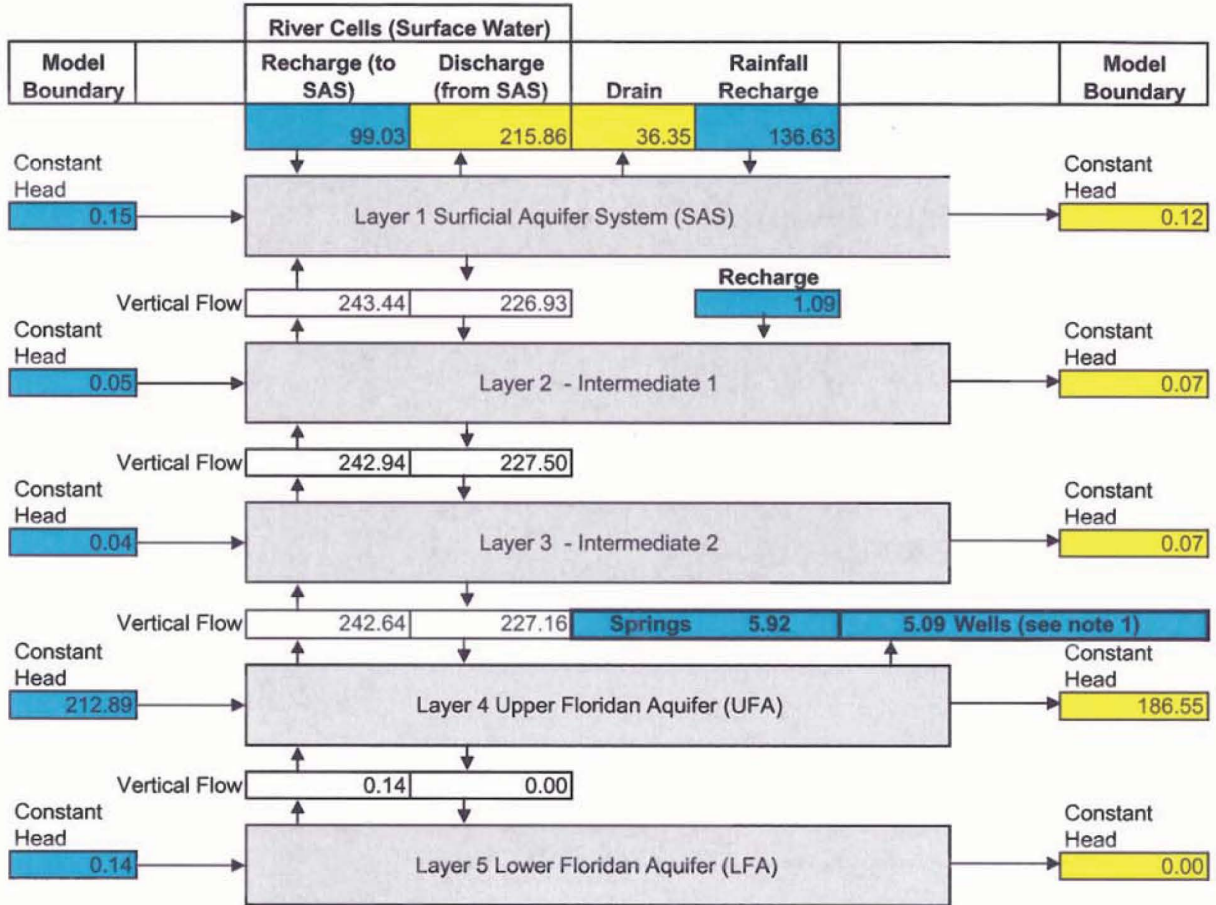 River Cells (Surface Water)
Model Boundary
Recharge (to SAS)
Discharge (from SAS)
Drain
Rainfall Recharge
Model Boundary
99.03 215.86 36.35 136.63
Constant Head
0.15
Layer 1 Surficial Aquifer System (SAS)
Constant Head
0.12
Vertical Flow 243.44 226.93
Recharge
1.09
Constant Head
0.05
Layer 2 - Intermediate 1
Constant Head
0.07
Vertical Flow 242.94 227.50
Constant Head
0.04
Layer 3 - Intermediate 2
Constant Head
0.07
Vertical Flow 242.64 227.16 Springs 5.92 5.09 Wells (see note 1)
Constant Head
212.89
Layer 4 Upper Floridan Aquifer (UFA)
Constant Head
186.55
Vertical Flow 0.14 0.00
Constant Head
0.14
Layer 5 Lower Floridan Aquifer (LFA)
Constant Head
0.00